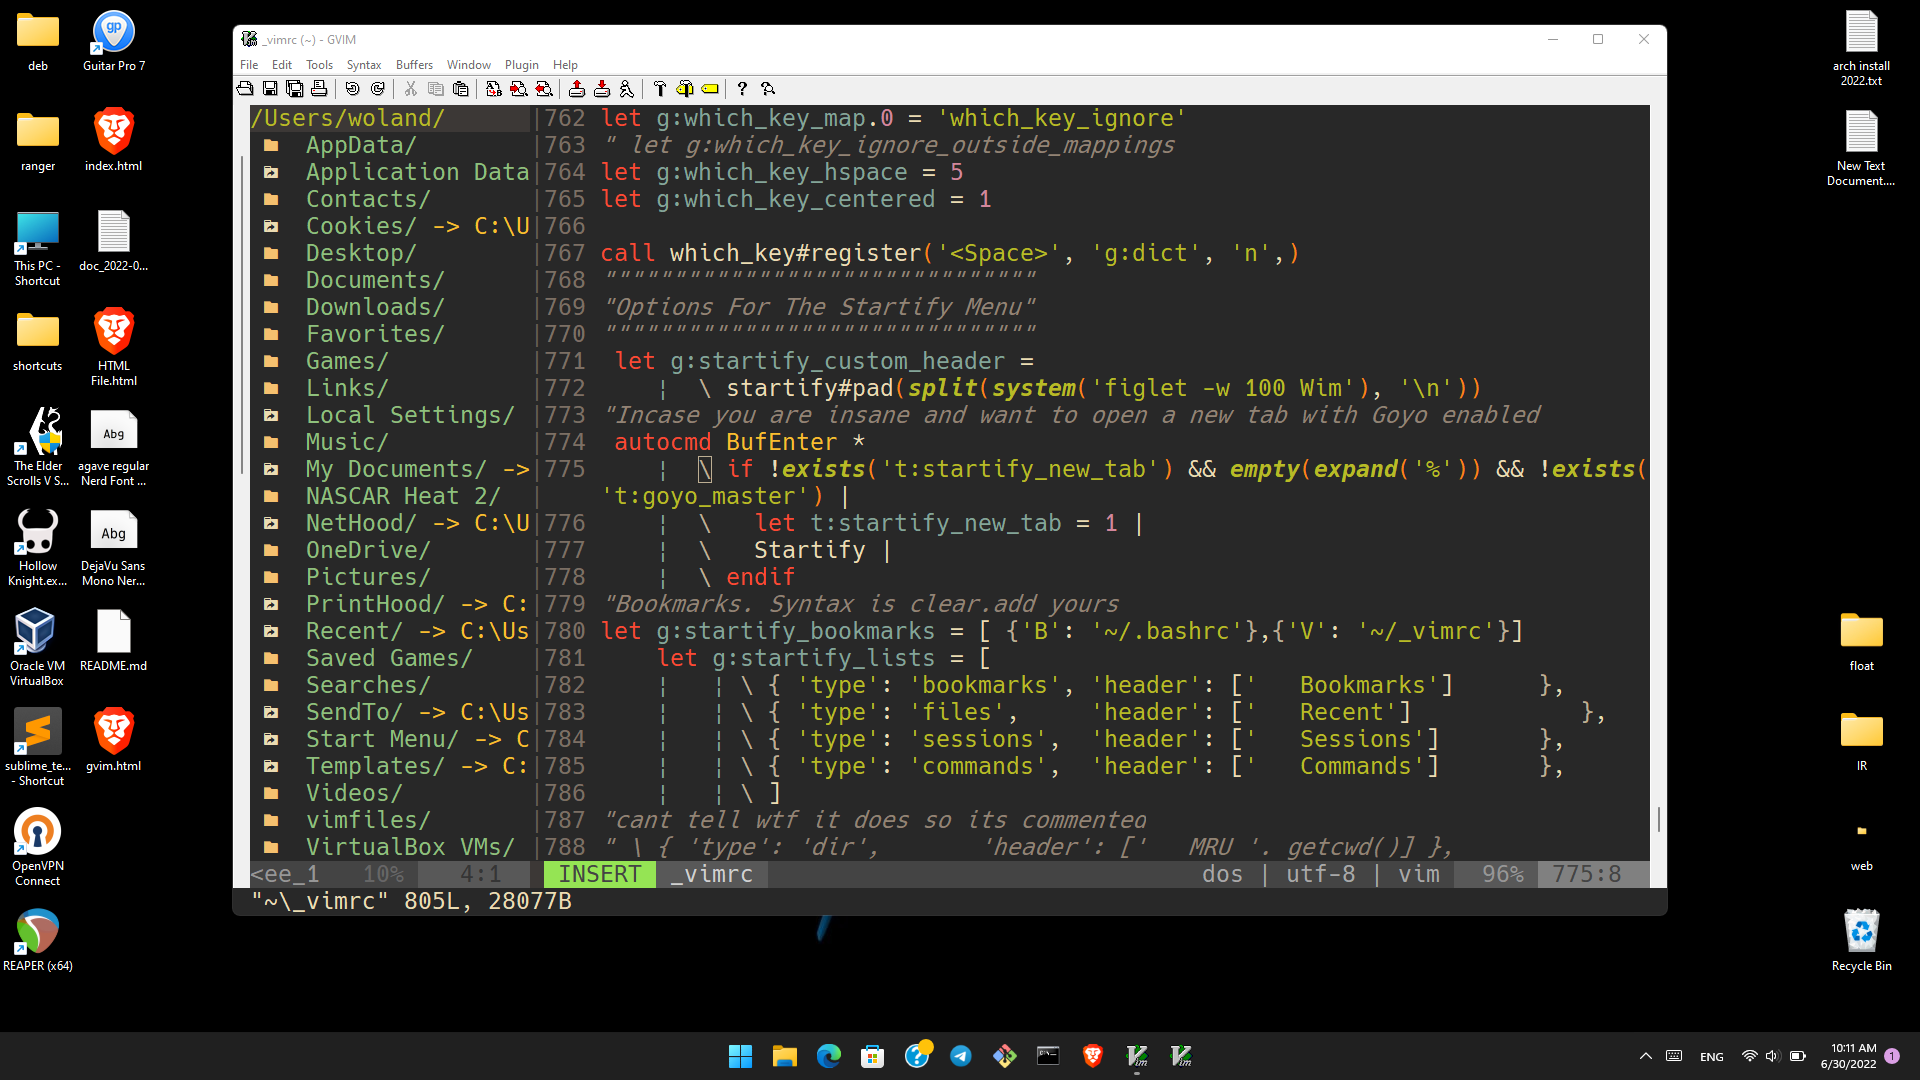 _vimrc (~) - GVIM
File Edit Tools Syntax Buffers Window Plugin Help
/Users/woland/
AppData/
Application Data
Contacts/
Cookies/ -> C:\U
Desktop/
Documents/
Downloads/
Favorites/
Games/
Links/
Local Settings/
Music/
My Documents/ ->
NASCAR Heat 2/
NetHood/ -> C:\U
OneDrive/
Pictures/
PrintHood/ -> C:
Recent/ -> C:\Us
Saved Games/
Searches/
SendTo/ -> C:\Us
Start Menu/ -> C
Templates/ -> C:
Videos/
vimfiles/
VirtualBox VMs/
762 let g:which_key_map.0 = 'which_key_ignore'
763 " let g:which_key_ignore_outside_mappings
764 let g:which_key_hspace = 5
765 let g:which_key_centered = 1
766
767 call which_key#register('<Space>', 'g:dict', 'n',)
768 """""""""""""""""""""""""""""""
769 "Options For The Startify Menu"
770 """""""""""""""""""""""""""""""
771 let g:startify_custom_header =
772 ¦ \ startify#pad(split(system('figlet -w 100 Wim'), '\n'))
773 "Incase you are insane and want to open a new tab with Goyo enabled
774 autocmd BufEnter *
775 ¦ \ if !exists('t:startify_new_tab') && empty(expand('%')) && !exists(
't:goyo_master') |
776 ¦ \ let t:startify_new_tab = 1 |
777 ¦ \ Startify |
778 ¦ \ endif
779 "Bookmarks. Syntax is clear.add yours
780 let g:startify_bookmarks = [ {'B': '~/.bashrc'},{'V': '~/_vimrc'}]
781 let g:startify_lists = [
782 ¦ ¦ \ { 'type': 'bookmarks', 'header': ['   Bookmarks'] },
783 ¦ ¦ \ { 'type': 'files', 'header': ['   Recent'] },
784 ¦ ¦ \ { 'type': 'sessions', 'header': ['   Sessions'] },
785 ¦ ¦ \ { 'type': 'commands', 'header': ['   Commands'] },
786 ¦ ¦ \ ]
787 "cant tell wtf it does so its commented
788 " \ { 'type': 'dir', 'header': ['   MRU '. getcwd()] },
<ee_1 10% 4:1 INSERT _vimrc dos | utf-8 | vim 96% 775:8
"~\_vimrc" 805L, 28077B
deb
Guitar Pro 7
ranger
index.html
This PC -
Shortcut
doc_2022-0...
shortcuts
HTML
File.html
The Elder
Scrolls V S...
Abg
agave regular
Nerd Font ...
Hollow
Knight.ex...
Abg
DejaVu Sans
Mono Ner...
Oracle VM
VirtualBox
README.md
sublime_te...
- Shortcut
gvim.html
OpenVPN
Connect
REAPER (x64)
arch install
2022.txt
New Text
Document....
float
IR
web
Recycle Bin
ENG
10:11 AM
6/30/2022
1